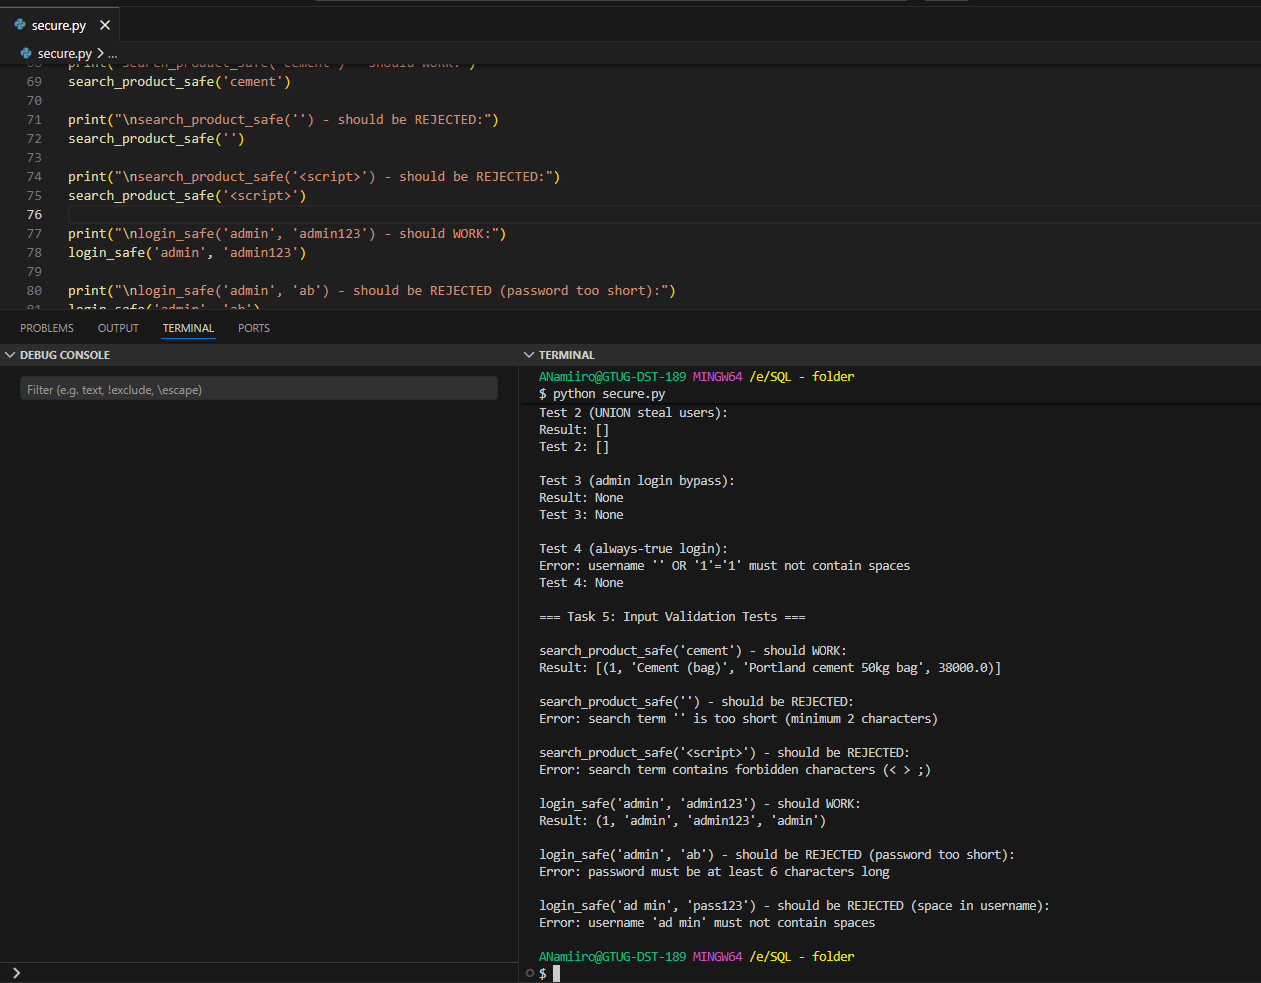 secure.py
secure.py > ...
68 print("search_product_safe('cement') - should WORK:")
69 search_product_safe('cement')
70
71 print("\nsearch_product_safe('') - should be REJECTED:")
72 search_product_safe('')
73
74 print("\nsearch_product_safe('<script>') - should be REJECTED:")
75 search_product_safe('<script>')
76
77 print("\nlogin_safe('admin', 'admin123') - should WORK:")
78 login_safe('admin', 'admin123')
79
80 print("\nlogin_safe('admin', 'ab') - should be REJECTED (password too short):")
81 login_safe('admin', 'ab')
PROBLEMS OUTPUT TERMINAL PORTS
DEBUG CONSOLE
Filter (e.g. text, !exclude, \escape)
TERMINAL
ANamiiro@GTUG-DST-189 MINGW64 /e/SQL - folder
$ python secure.py
Test 2 (UNION steal users):
Result: []
Test 2: []
Test 3 (admin login bypass):
Result: None
Test 3: None
Test 4 (always-true login):
Error: username '' OR '1'='1' must not contain spaces
Test 4: None
=== Task 5: Input Validation Tests ===
search_product_safe('cement') - should WORK:
Result: [(1, 'Cement (bag)', 'Portland cement 50kg bag', 38000.0)]
search_product_safe('') - should be REJECTED:
Error: search term '' is too short (minimum 2 characters)
search_product_safe('<script>') - should be REJECTED:
Error: search term contains forbidden characters (< > ;)
login_safe('admin', 'admin123') - should WORK:
Result: (1, 'admin', 'admin123', 'admin')
login_safe('admin', 'ab') - should be REJECTED (password too short):
Error: password must be at least 6 characters long
login_safe('ad min', 'pass123') - should be REJECTED (space in username):
Error: username 'ad min' must not contain spaces
ANamiiro@GTUG-DST-189 MINGW64 /e/SQL - folder
$